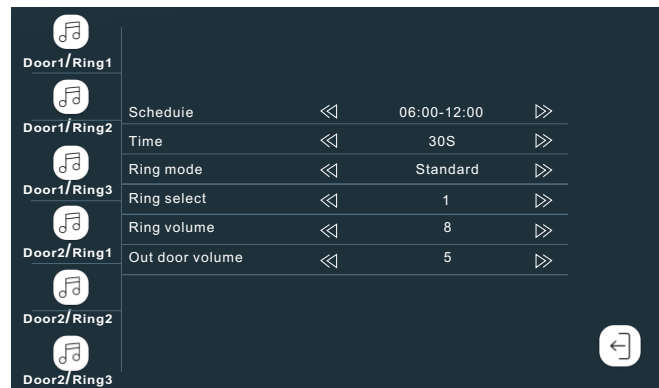 Door1/Ring1
Door1/Ring2
Door1/Ring3
Door2/Ring1
Door2/Ring2
Door2/Ring3
Scheduie 06:00-12:00
Time 30S
Ring mode Standard
Ring select 1
Ring volume 8
Out door volume 5